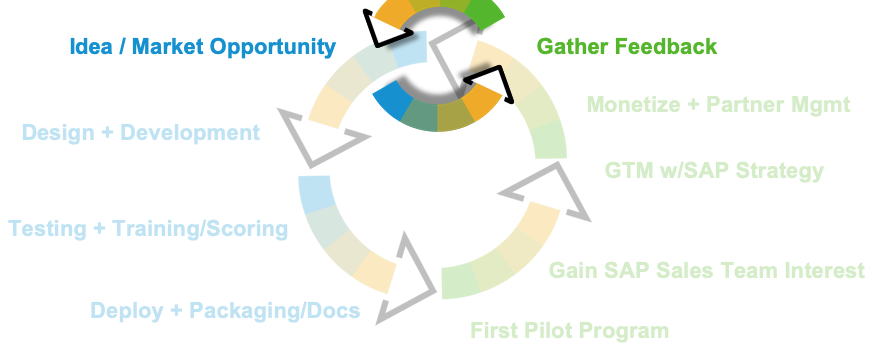 Idea / Market Opportunity
Gather Feedback
Monetize + Partner Mgmt
Design + Development
GTM w/SAP Strategy
Testing + Training/Scoring
Gain SAP Sales Team Interest
Deploy + Packaging/Docs
First Pilot Program